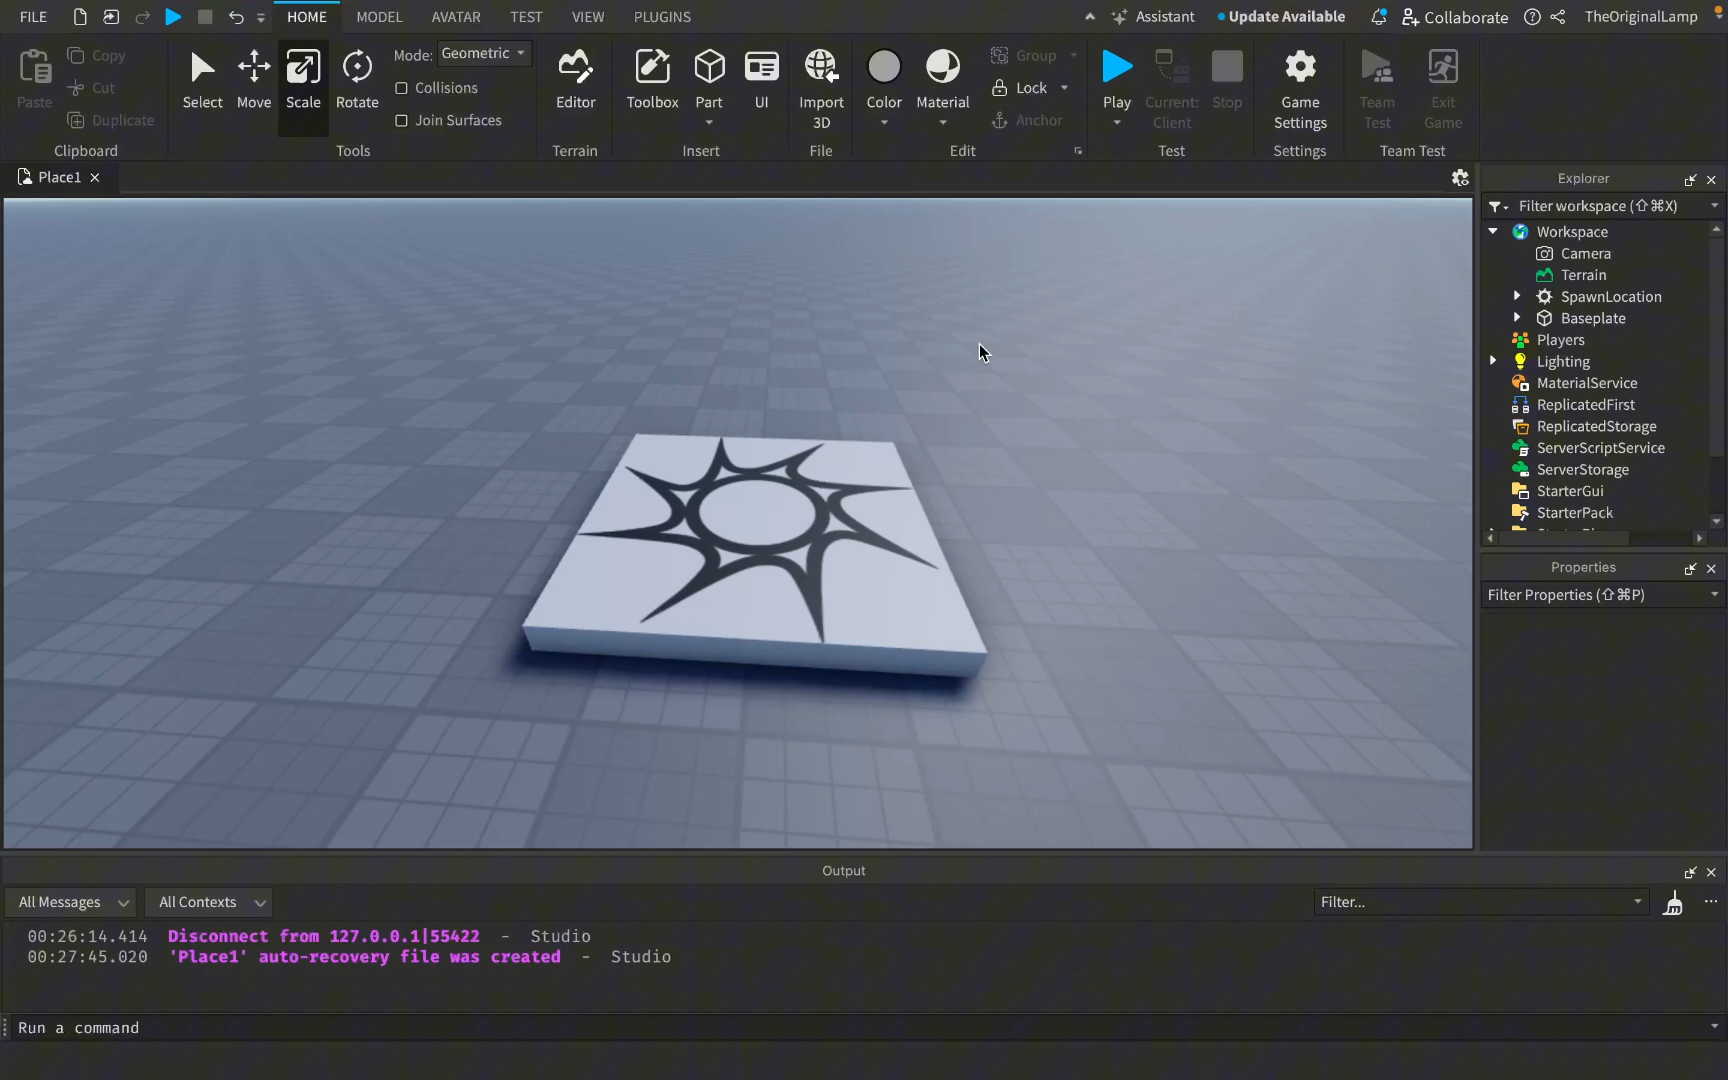 FILE HOME MODEL AVATAR TEST VIEW PLUGINS Assistant Update Available Collaborate TheOriginalLamp
Paste
Copy
Cut
Duplicate
Clipboard
Select Move Scale Rotate
Mode: Geometric
Collisions
Join Surfaces
Tools
Editor
Terrain
Toolbox Part UI
Insert
Import
3D
File
Color Material
Group
Lock
Anchor
Edit
Play
Current:
Client
Stop
Test
Game
Settings
Settings
Team
Test
Exit
Game
Team Test
Place1
Explorer
Filter workspace (⇧⌘X)
Workspace
Camera
Terrain
SpawnLocation
Baseplate
Players
Lighting
MaterialService
ReplicatedFirst
ReplicatedStorage
ServerScriptService
ServerStorage
StarterGui
StarterPack
Properties
Filter Properties (⇧⌘P)
Output
All Messages All Contexts Filter...
00:26:14.414 Disconnect from 127.0.0.1|55422 - Studio
00:27:45.020 'Place1' auto-recovery file was created - Studio
Run a command